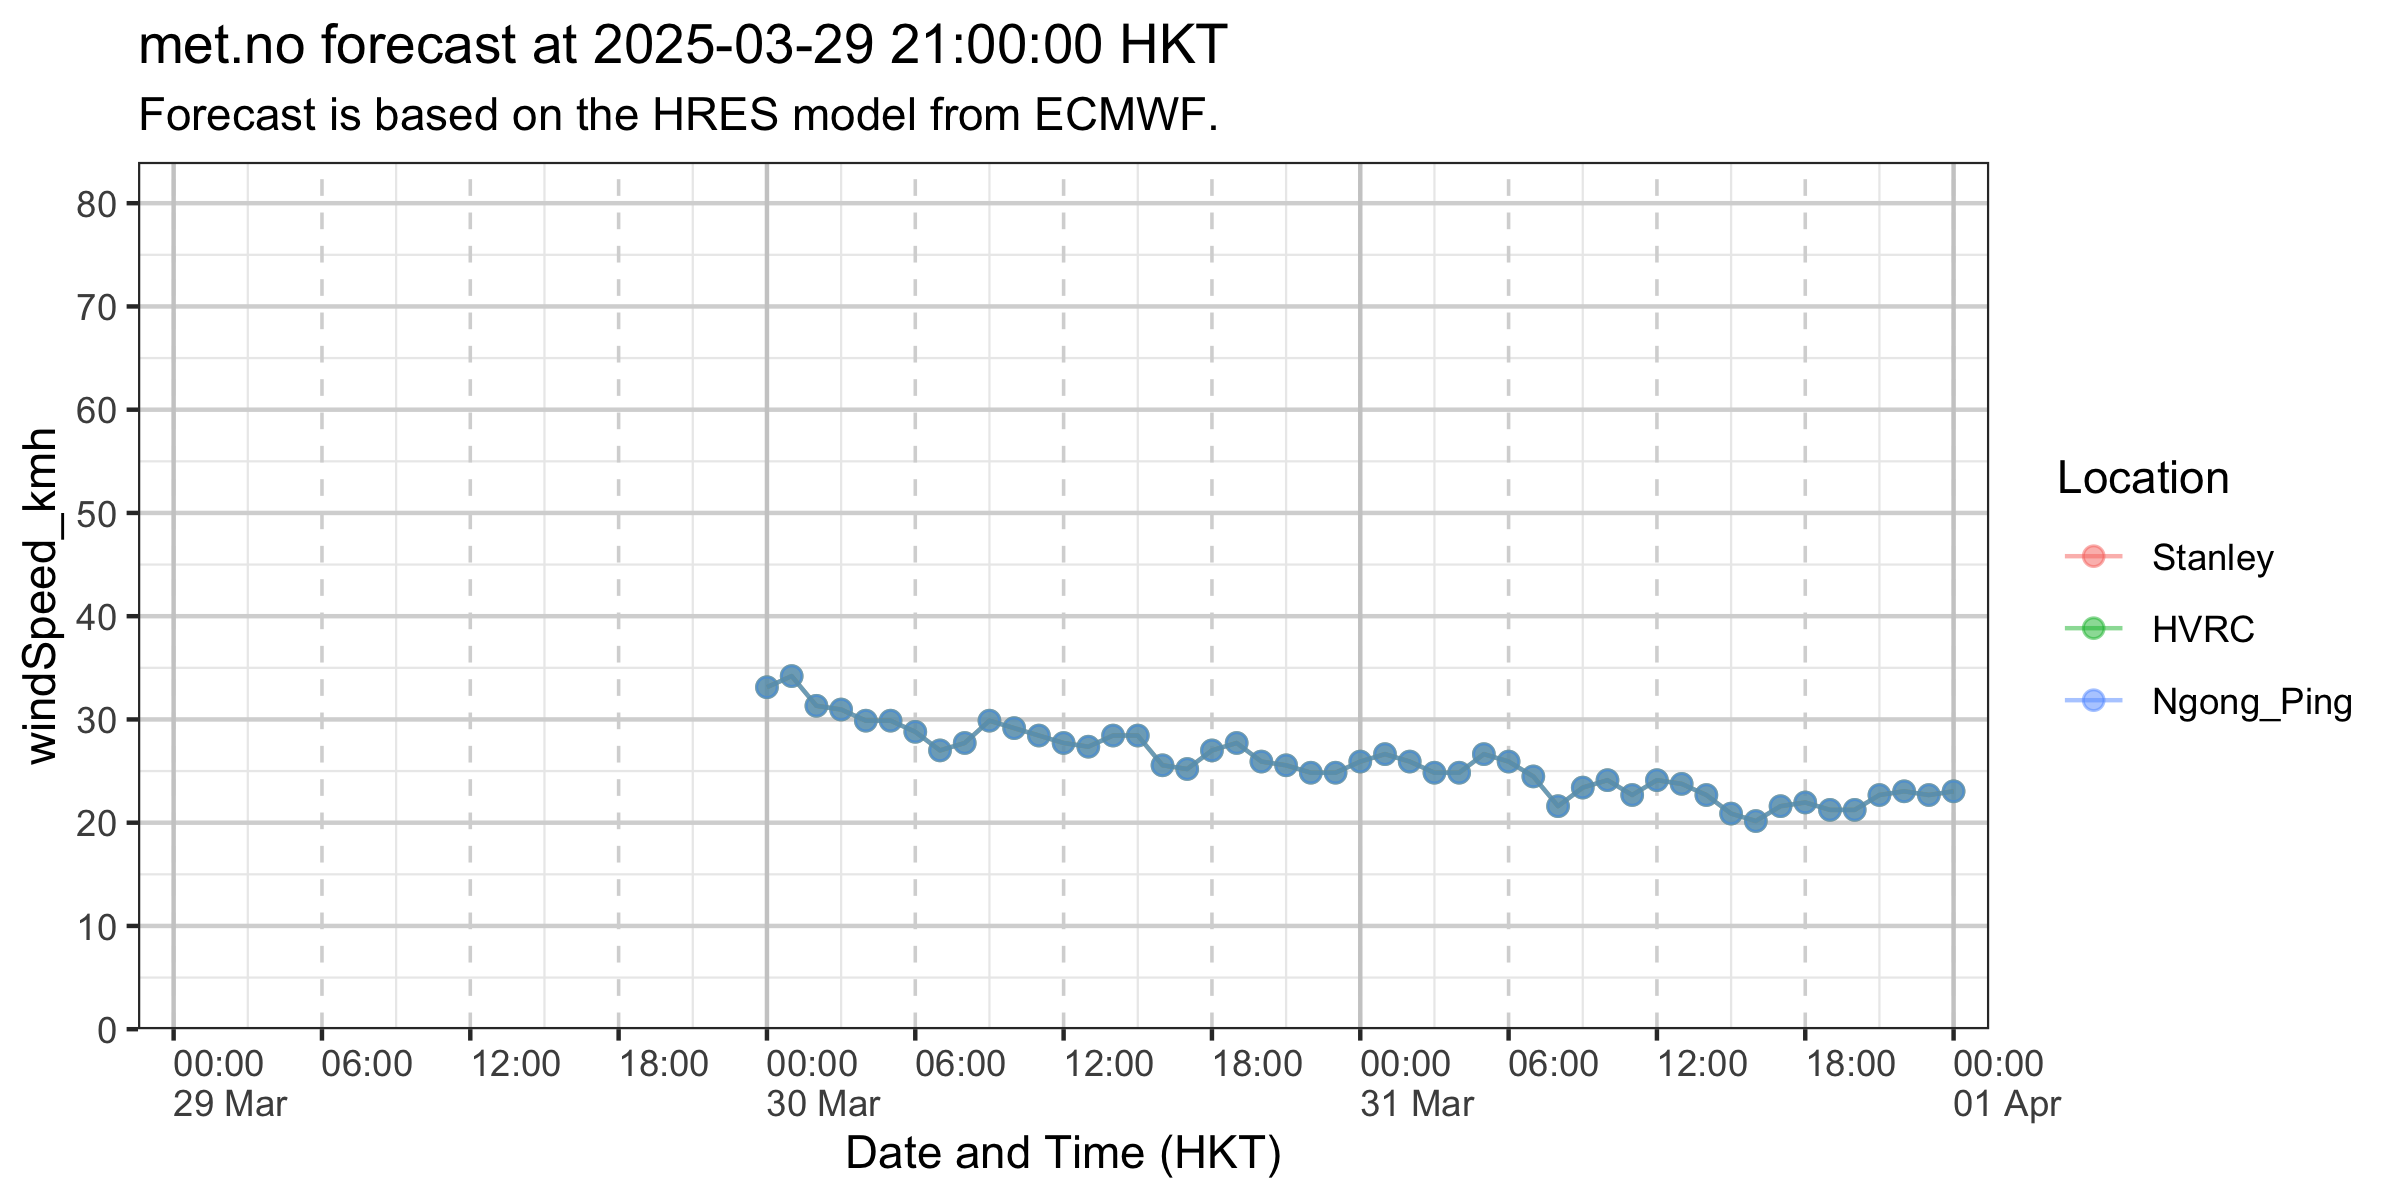 met.no forecast at 2025-03-29 21:00:00 HKT
Forecast is based on the HRES model from ECMWF.
windSpeed_kmh
80
70
60
50
40
30
20
10
0
00:00 06:00 12:00 18:00 00:00 06:00 12:00 18:00 00:00 06:00 12:00 18:00 00:00
29 Mar 30 Mar 31 Mar 01 Apr
Date and Time (HKT)
Location
Stanley
HVRC
Ngong_Ping